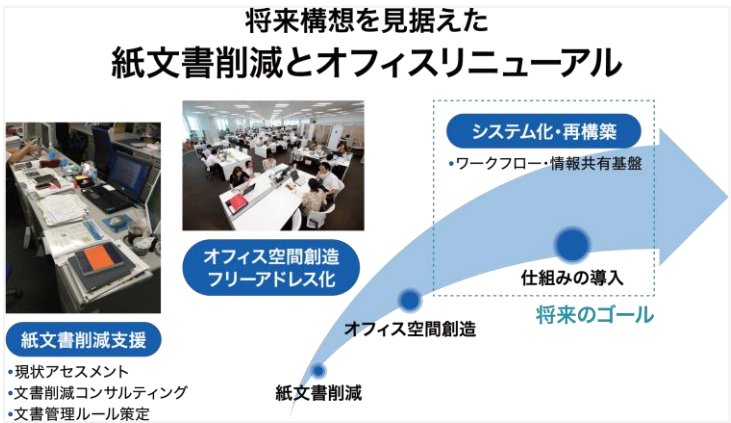 将来構想を見据えた
紙文書削減とオフィスリニューアル
システム化・再構築
•ワークフロー・情報共有基盤
オフィス空間創造
フリーアドレス化
仕組みの導入
将来のゴール
オフィス空間創造
紙文書削減支援
•現状アセスメント
•文書削減コンサルティング
•文書管理ルール策定
紙文書削減